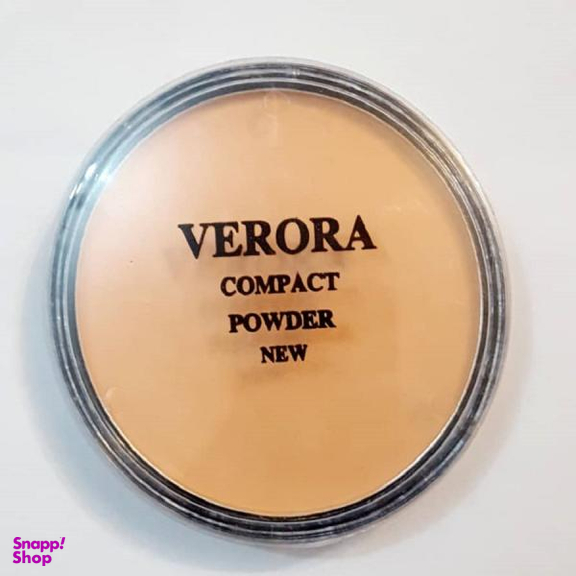 VERORA
COMPACT
POWDER
NEW
Snapp!
Shop